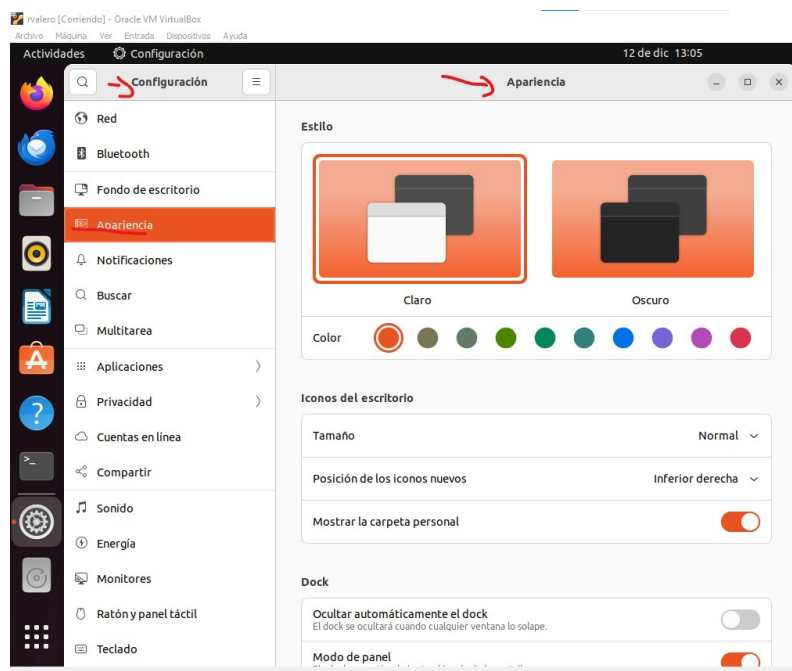 rvalero [Corriendo] - Oracle VM VirtualBox
Archivo Máquina Ver Entrada Dispositivos Ayuda
Actividades Configuración 12 de dic 13:05
Configuración Apariencia
Red
Bluetooth
Fondo de escritorio
Apariencia
Notificaciones
Buscar
Multitarea
Aplicaciones
Privacidad
Cuentas en línea
Compartir
Sonido
Energía
Monitores
Ratón y panel táctil
Teclado
Estilo
Claro Oscuro
Color
Iconos del escritorio
Tamaño Normal
Posición de los iconos nuevos Inferior derecha
Mostrar la carpeta personal
Dock
Ocultar automáticamente el dock
El dock se ocultará cuando cualquier ventana lo solape.
Modo de panel